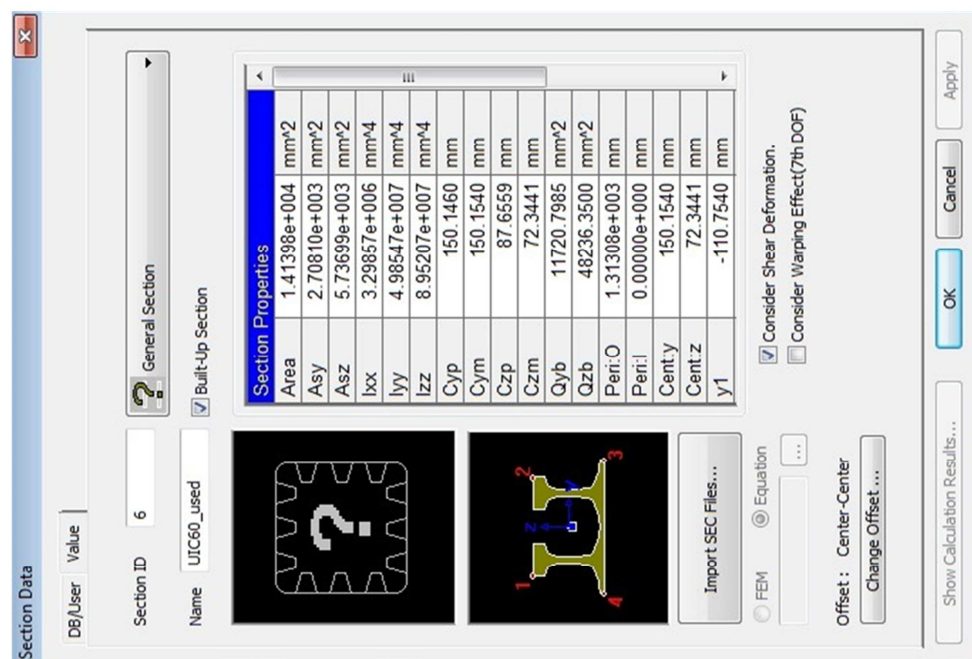 Section Data
DB/User Value
Section ID 6
General Section
Name UIC60_used
Built-Up Section
Section Properties
Area 1.41398e+004 mm^2
Asy 2.70810e+003 mm^2
Asz 5.73699e+003 mm^2
Ixx 3.29857e+006 mm^4
Iyy 4.98547e+007 mm^4
Izz 8.95207e+007 mm^4
Cyp 150.1460 mm
Cym 150.1540 mm
Czp 87.6559 mm
Czm 72.3441 mm
Qyb 11720.7985 mm^2
Qzb 48236.3500 mm^2
Peri:O 1.31308e+003 mm
Peri:I 0.00000e+000 mm
Cent:y 150.1540 mm
Cent:z 72.3441 mm
y1 -110.7540 mm
1 z 2
y
4 3
Import SEC Files...
FEM Equation
...
Consider Shear Deformation.
Consider Warping Effect(7th DOF)
Offset : Center-Center
Change Offset ...
Show Calculation Results...
OK
Cancel
Apply